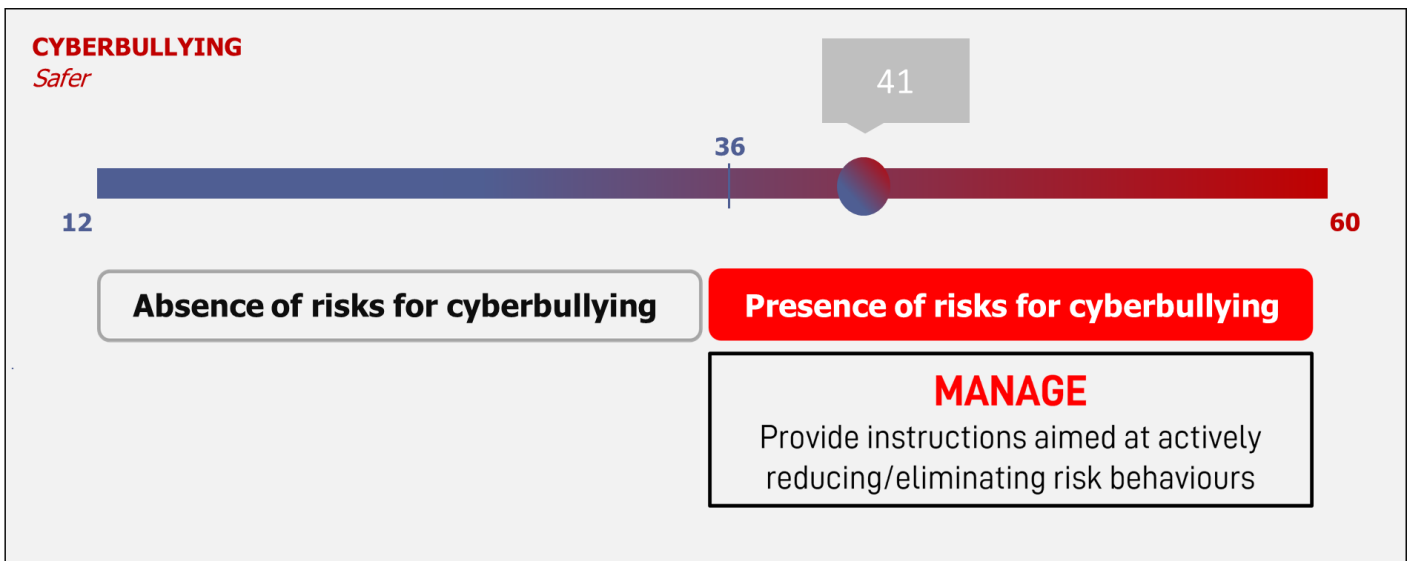 CYBERBULLYING
Safer
41
36
12
60
Absence of risks for cyberbullying
Presence of risks for cyberbullying
MANAGE
Provide instructions aimed at actively
reducing/eliminating risk behaviours